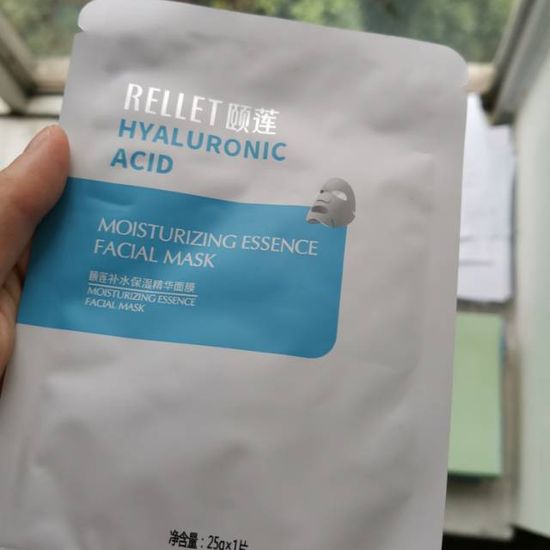 RELLET 颐莲
HYALURONIC
ACID
MOISTURIZING ESSENCE
FACIAL MASK
颐莲补水保湿精华面膜
MOISTURIZING ESSENCE
FACIAL MASK
净含量：25g×1片